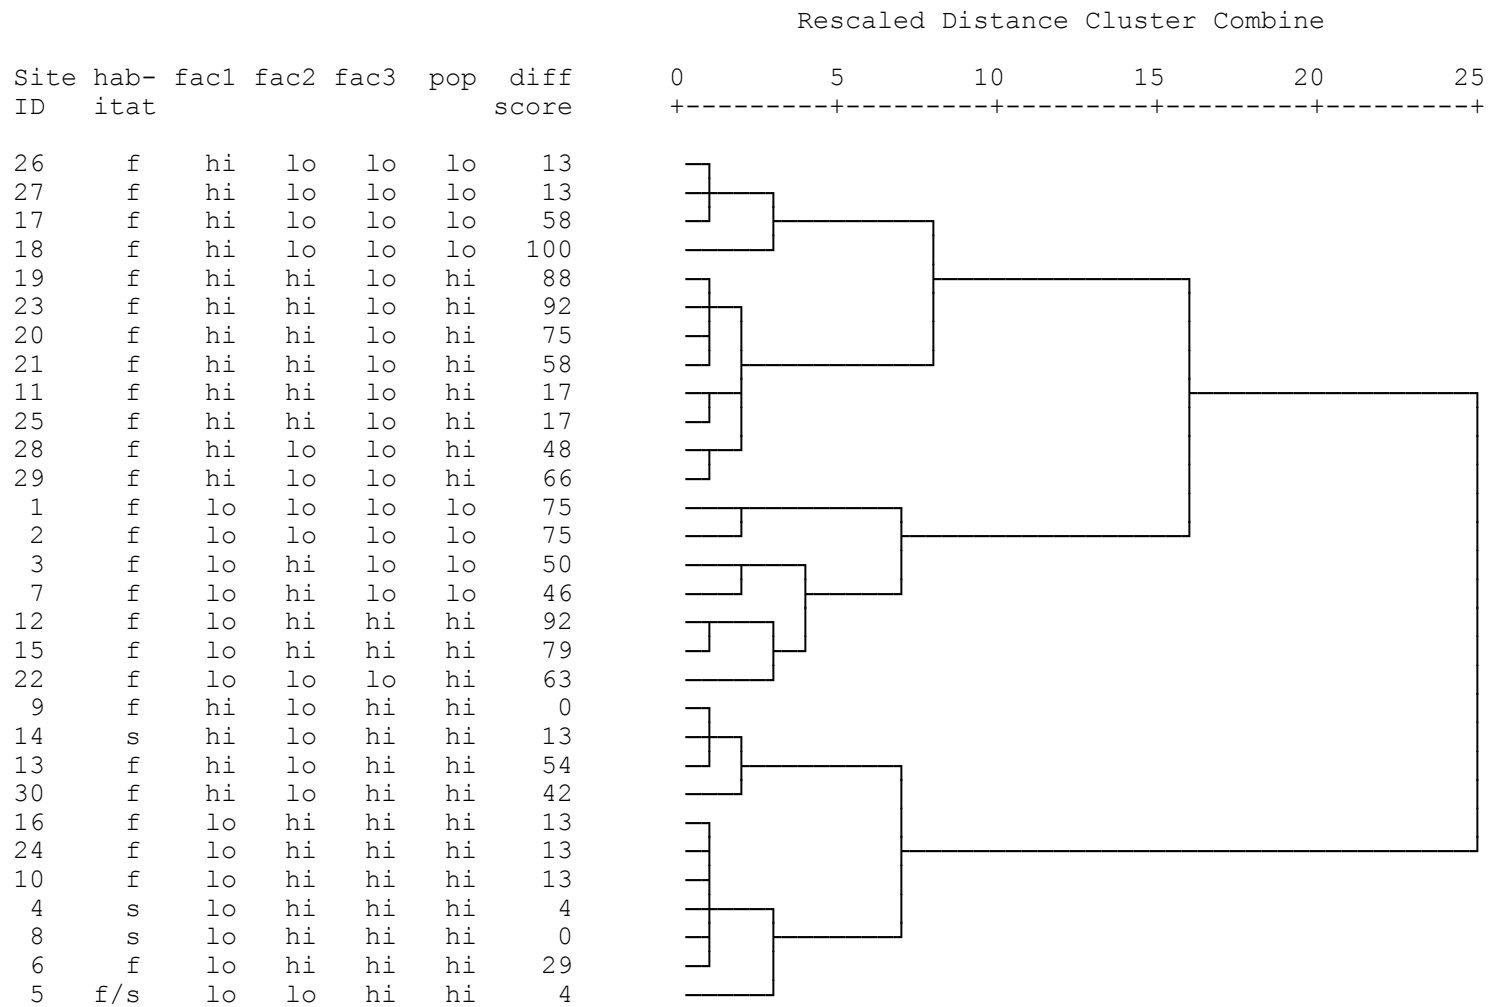 Rescaled Distance Cluster Combine
Site hab- fac1 fac2 fac3 pop diff 0 5 10 15 20 25
ID itat score +---------+---------+---------+---------+---------+
26 f hi lo lo lo 13
27 f hi lo lo lo 13
17 f hi lo lo lo 58
18 f hi lo lo lo 100
19 f hi hi lo hi 88
23 f hi hi lo hi 92
20 f hi hi lo hi 75
21 f hi hi lo hi 58
11 f hi hi lo hi 17
25 f hi hi lo hi 17
28 f hi lo lo hi 48
29 f hi lo lo hi 66
1 f lo lo lo lo 75
2 f lo lo lo lo 75
3 f lo hi lo lo 50
7 f lo hi lo lo 46
12 f lo hi hi hi 92
15 f lo hi hi hi 79
22 f lo lo lo hi 63
9 f hi lo hi hi 0
14 s hi lo hi hi 13
13 f hi lo hi hi 54
30 f hi lo hi hi 42
16 f lo hi hi hi 13
24 f lo hi hi hi 13
10 f lo hi hi hi 13
4 s lo hi hi hi 4
8 s lo hi hi hi 0
6 f lo hi hi hi 29
5 f/s lo lo hi hi 4